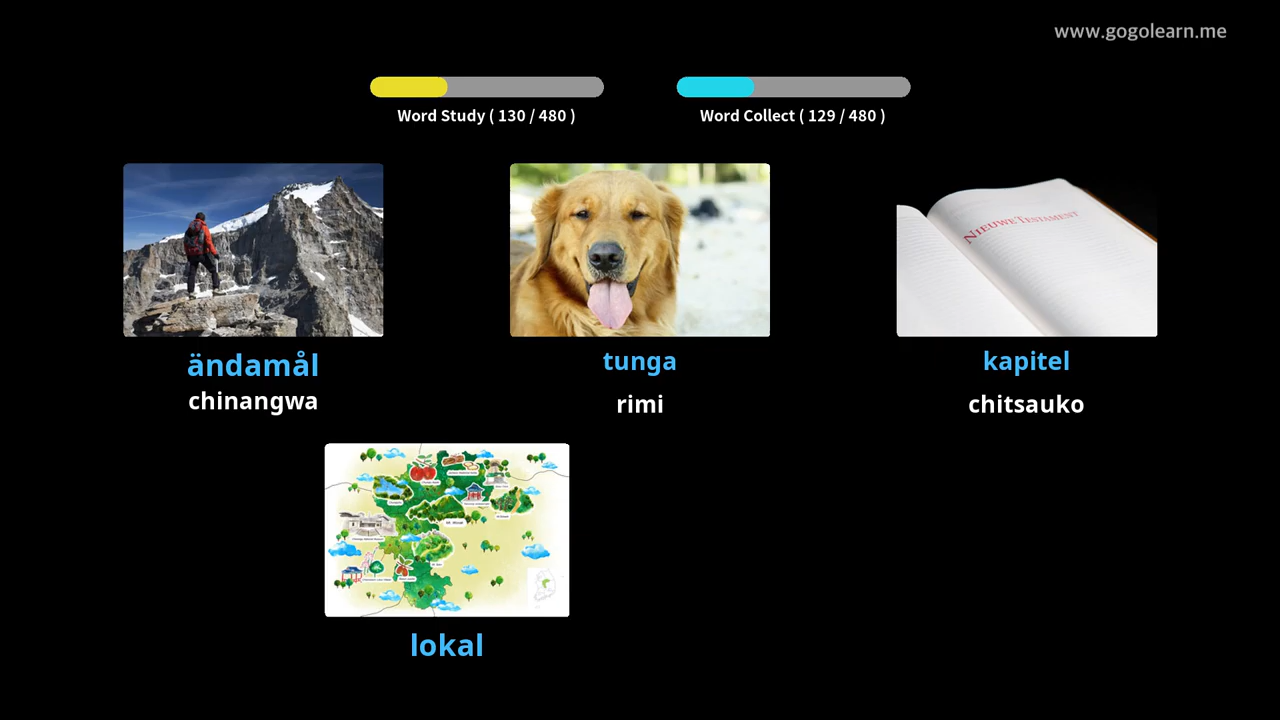 www.gogolearn.me
Word Study ( 130 / 480 )
Word Collect ( 129 / 480 )
NIEUWE TESTAMENT
ändamål
chinangwa
tunga
rimi
kapitel
chitsauko
lokal